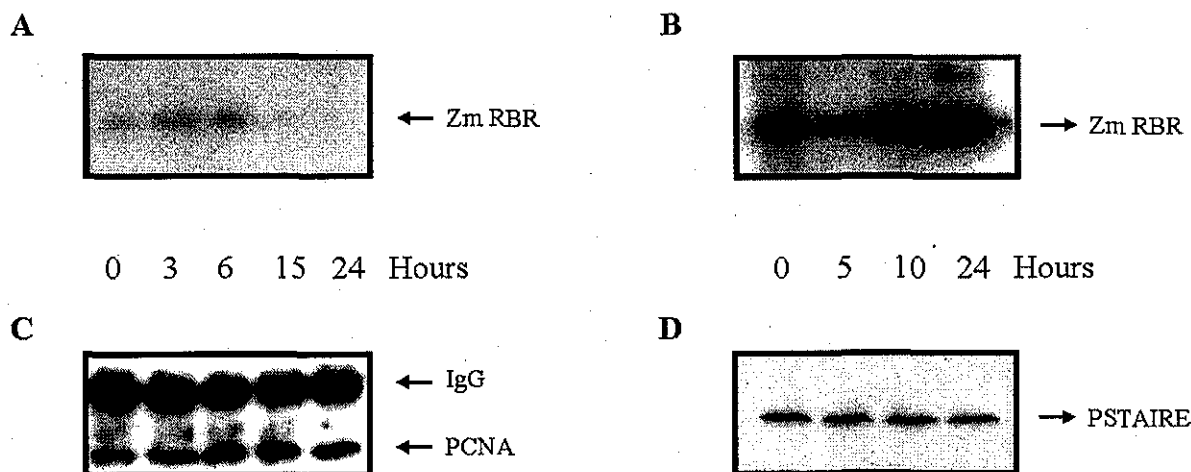 A
B
← Zm RBR
→ Zm RBR
0 3 6 15 24 Hours
0 5 10 24 Hours
C
D
← IgG
← PCNA
→ PSTAIRE